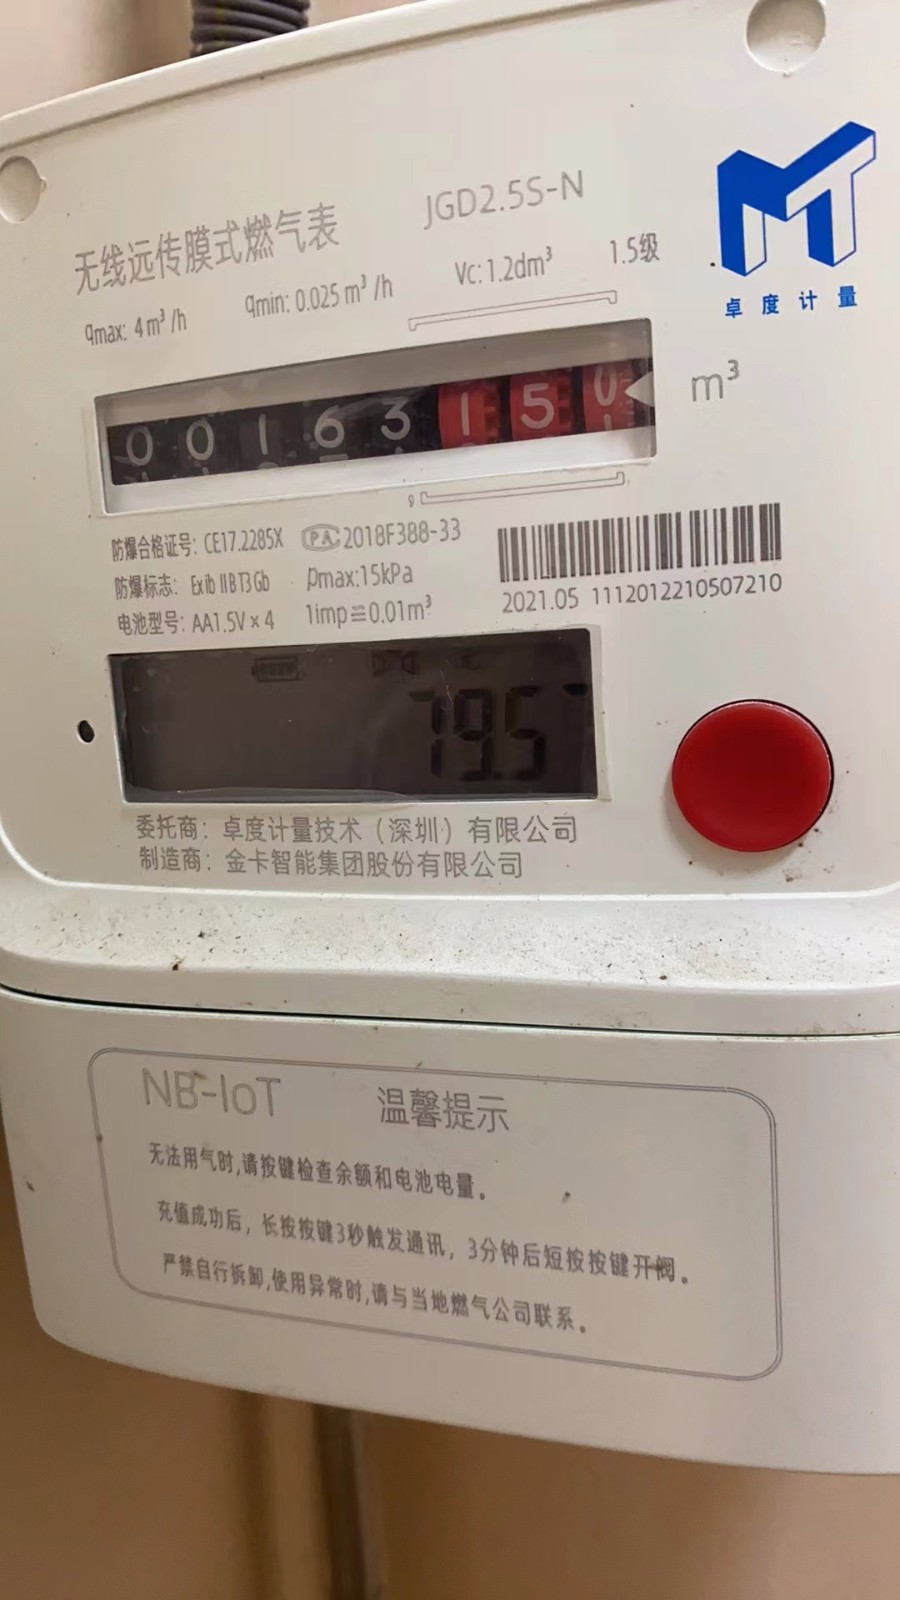 MT
卓度计量
无线远传膜式燃气表 JGD2.5S-N
qmax: 4m³/h qmin: 0.025m³/h Vc: 1.2dm³ 1.5级
00163150 m³
防爆合格证号: CE17.2285X PA 2018F388-33
防爆标志: Exib IIBT3Gb pmax:15kPa
电池型号: AA1.5V×4 1imp≙0.01m³
2021.05 1112012210507210
元
79.5
委托商: 卓度计量技术(深圳)有限公司
制造商: 金卡智能集团股份有限公司
NB-IoT 温馨提示
无法用气时,请按键检查余额和电池电量。
充值成功后，长按按键3秒触发通讯，3分钟后短按按键开阀。
严禁自行拆卸,使用异常时,请与当地燃气公司联系。